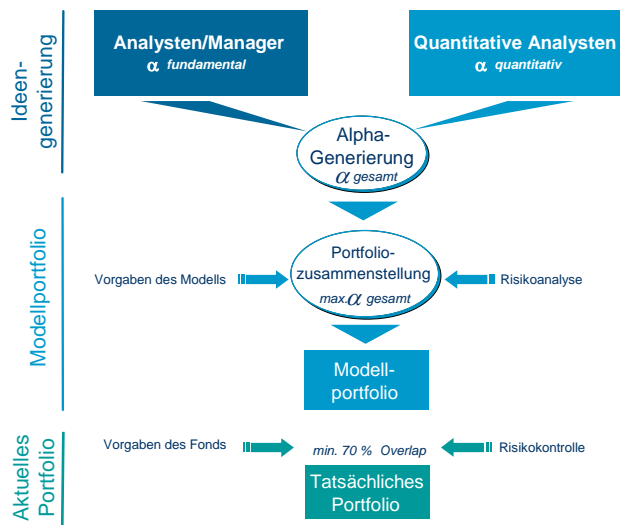 Ideen-
generierung
Analysten/Manager
α fundamental
Quantitative Analysten
α quantitativ
Alpha-
Generierung
α gesamt
Modellportfolio
Vorgaben des Modells
Portfolio-
zusammenstellung
max.α gesamt
Risikoanalyse
Modell-
portfolio
Aktuelles
Portfolio
Vorgaben des Fonds
min. 70 % Overlap
Risikokontrolle
Tatsächliches
Portfolio